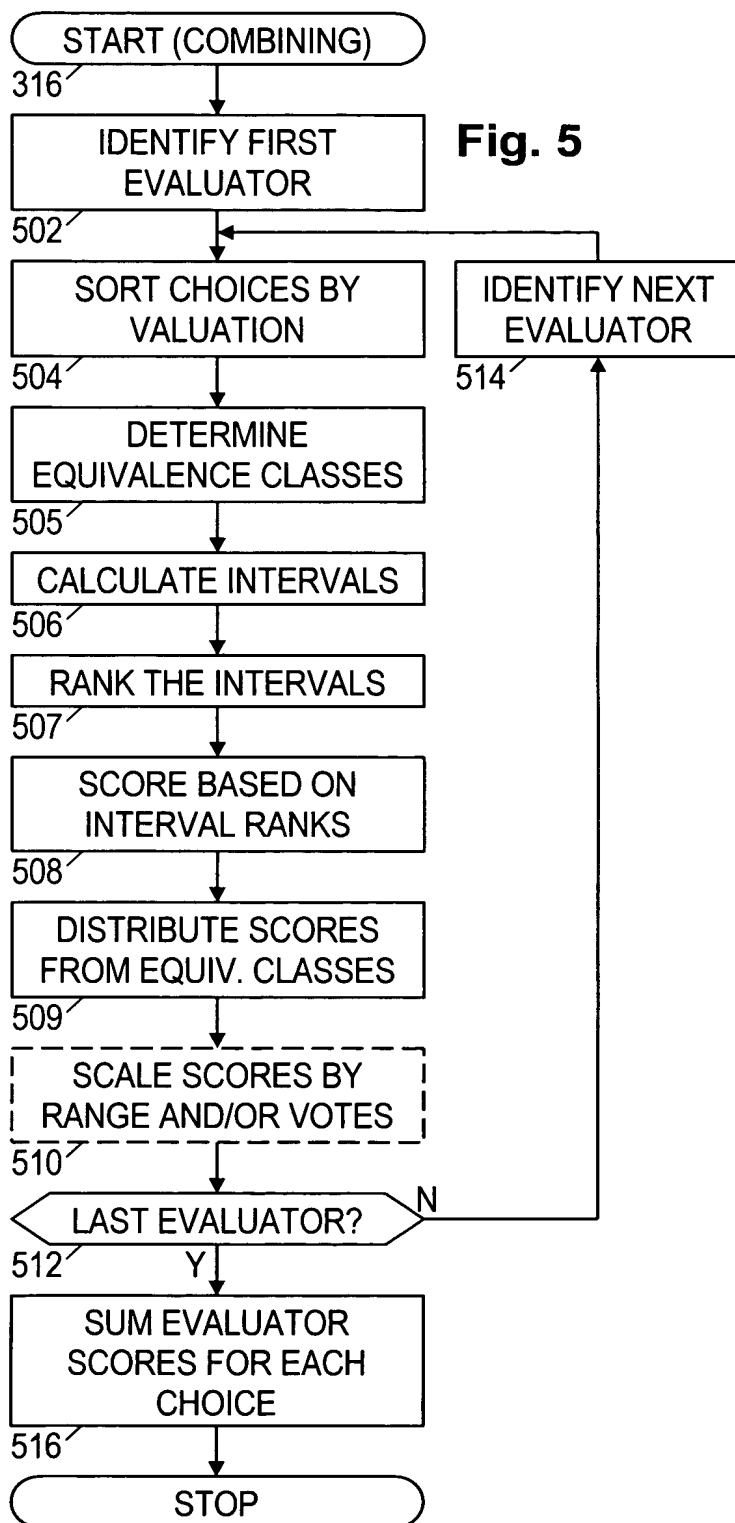 START (COMBINING)
316
Fig. 5
IDENTIFY FIRST
EVALUATOR
502
SORT CHOICES BY
VALUATION
504
IDENTIFY NEXT
EVALUATOR
514
DETERMINE
EQUIVALENCE CLASSES
505
CALCULATE INTERVALS
506
RANK THE INTERVALS
507
SCORE BASED ON
INTERVAL RANKS
508
DISTRIBUTE SCORES
FROM EQUIV. CLASSES
509
SCALE SCORES BY
RANGE AND/OR VOTES
510
LAST EVALUATOR?
N
512
Y
SUM EVALUATOR
SCORES FOR EACH
CHOICE
516
STOP